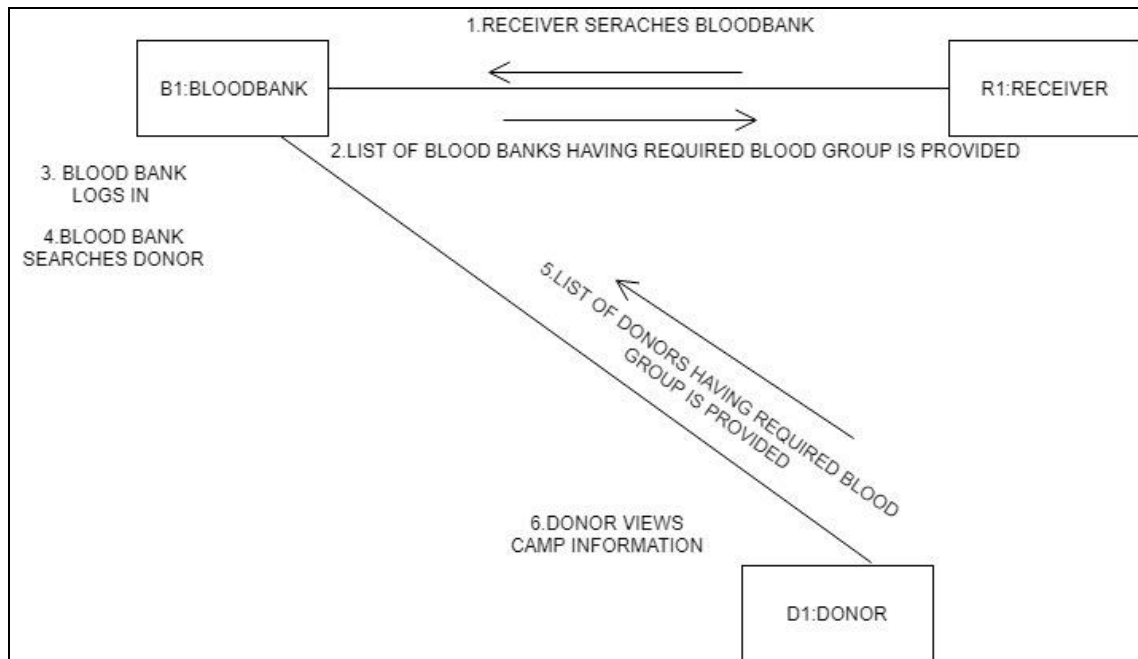 1.RECEIVER SERACHES BLOODBANK
B1:BLOODBANK
R1:RECEIVER
2.LIST OF BLOOD BANKS HAVING REQUIRED BLOOD GROUP IS PROVIDED
3. BLOOD BANK
LOGS IN
4.BLOOD BANK
SEARCHES DONOR
5.LIST OF DONORS HAVING REQUIRED BLOOD
GROUP IS PROVIDED
6.DONOR VIEWS
CAMP INFORMATION
D1:DONOR